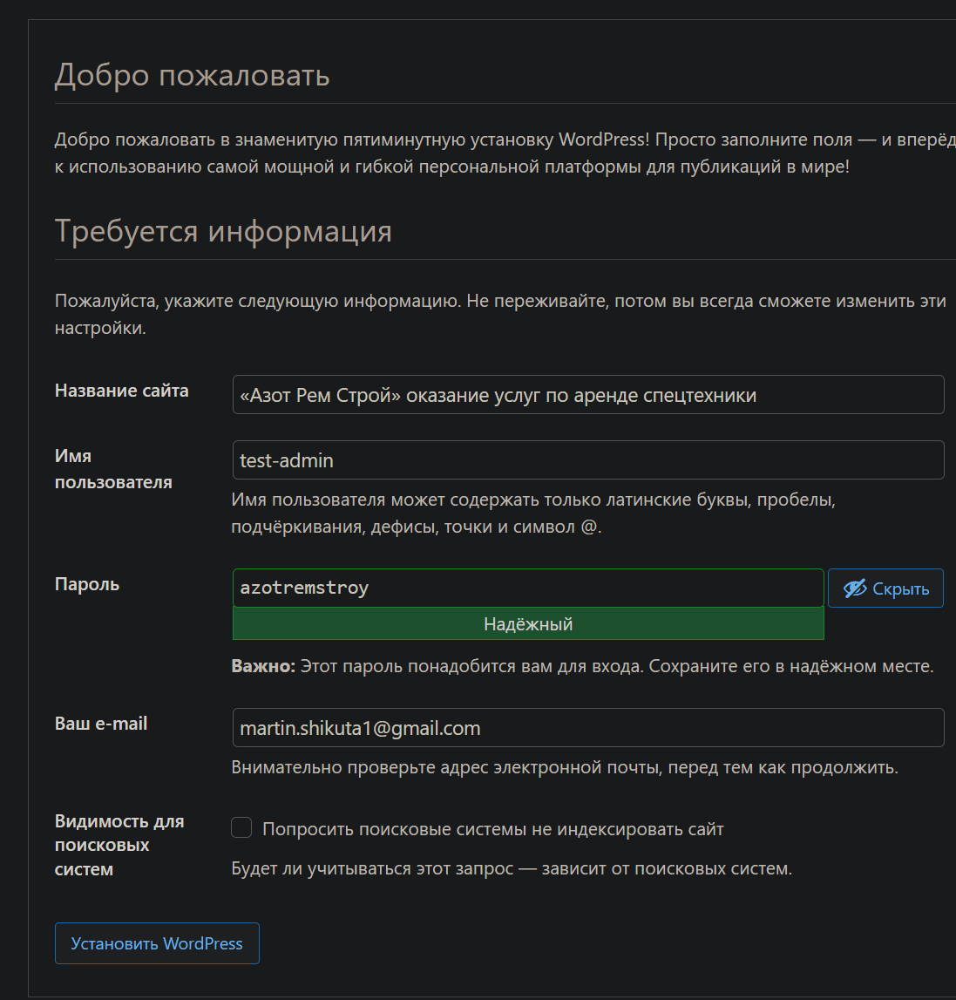 Добро пожаловать
Добро пожаловать в знаменитую пятиминутную установку WordPress! Просто заполните поля — и вперёд
к использованию самой мощной и гибкой персональной платформы для публикаций в мире!
Требуется информация
Пожалуйста, укажите следующую информацию. Не переживайте, потом вы всегда сможете изменить эти
настройки.
Название сайта
«Азот Рем Строй» оказание услуг по аренде спецтехники
Имя
пользователя
test-admin
Имя пользователя может содержать только латинские буквы, пробелы,
подчёркивания, дефисы, точки и символ @.
Пароль
azotremstroy
Скрыть
Надёжный
Важно: Этот пароль понадобится вам для входа. Сохраните его в надёжном месте.
Ваш e-mail
martin.shikuta1@gmail.com
Внимательно проверьте адрес электронной почты, перед тем как продолжить.
Видимость для
поисковых
систем
Попросить поисковые системы не индексировать сайт
Будет ли учитываться этот запрос — зависит от поисковых систем.
Установить WordPress